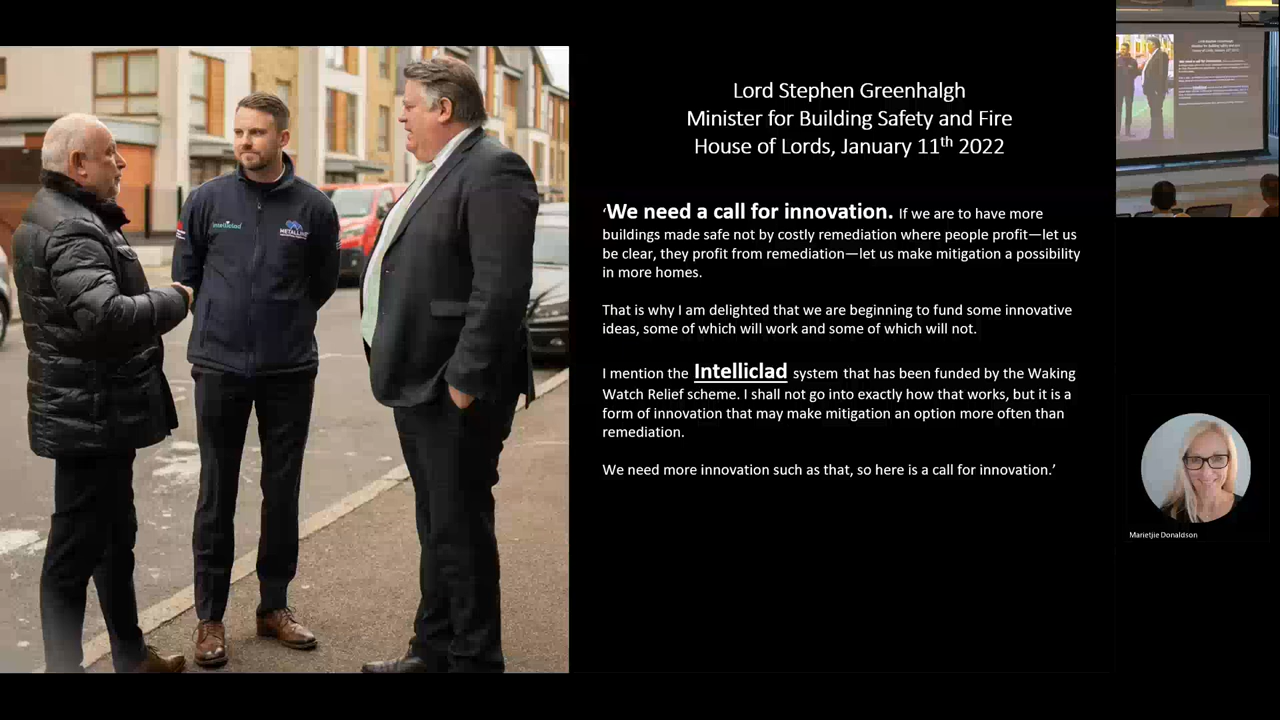 Lord Stephen Greenhalgh
Minister for Building Safety and Fire
House of Lords, January 11th 2022
‘We need a call for innovation. If we are to have more
buildings made safe not by costly remediation where people profit—let us
be clear, they profit from remediation—let us make mitigation a possibility
in more homes.
That is why I am delighted that we are beginning to fund some innovative
ideas, some of which will work and some of which will not.
I mention the Intelliclad system that has been funded by the Waking
Watch Relief scheme. I shall not go into exactly how that works, but it is a
form of innovation that may make mitigation an option more often than
remediation.
We need more innovation such as that, so here is a call for innovation.’
intelliclad
METALLINE
Marietjie Donaldson